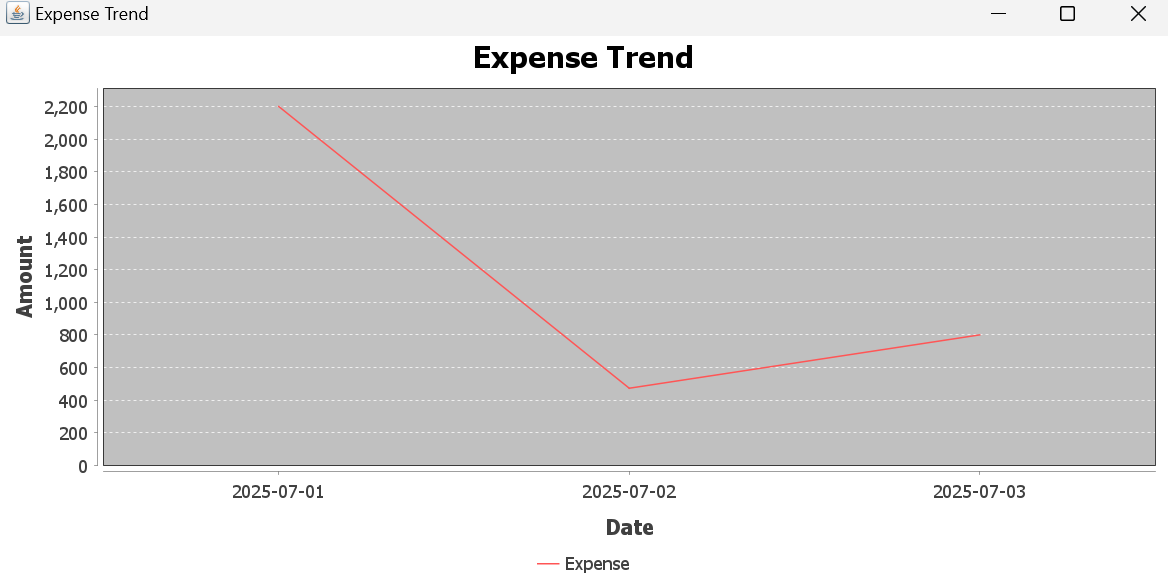 Expense Trend
Expense Trend
2,200
2,000
1,800
1,600
1,400
1,200
1,000
800
600
400
200
0
Amount
2025-07-01 2025-07-02 2025-07-03
Date
Expense